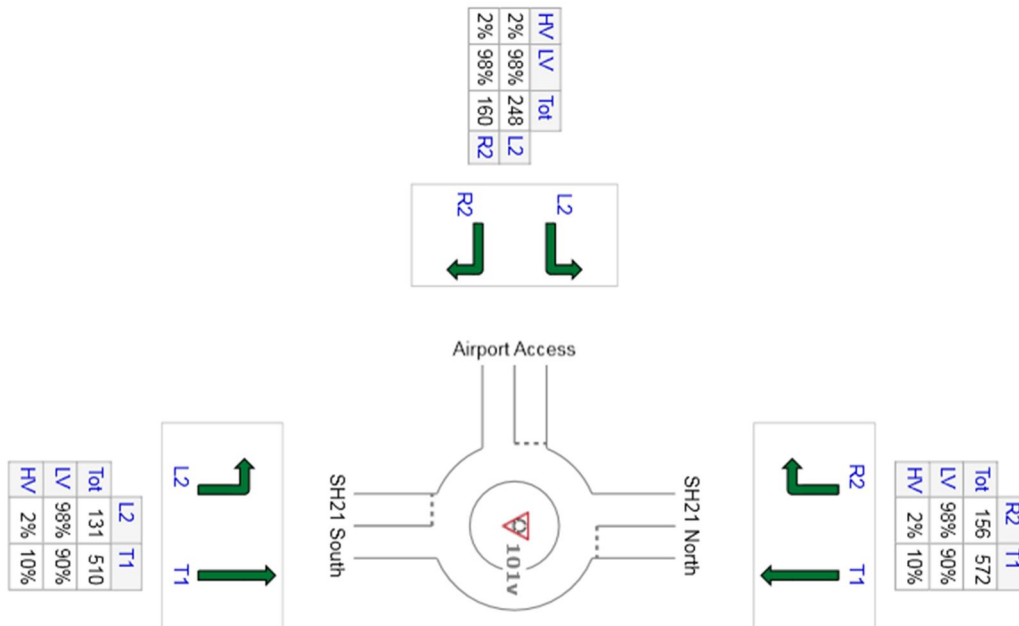 HV LV Tot
2% 98% 248 L2
2% 98% 160 R2
R2 L2
Airport Access
L2
T1
L2 T1
Tot 131 510
LV 98% 90%
HV 2% 10%
SH21 South
101v
SH21 North
R2
T1
R2 T1
Tot 156 572
LV 98% 90%
HV 2% 10%